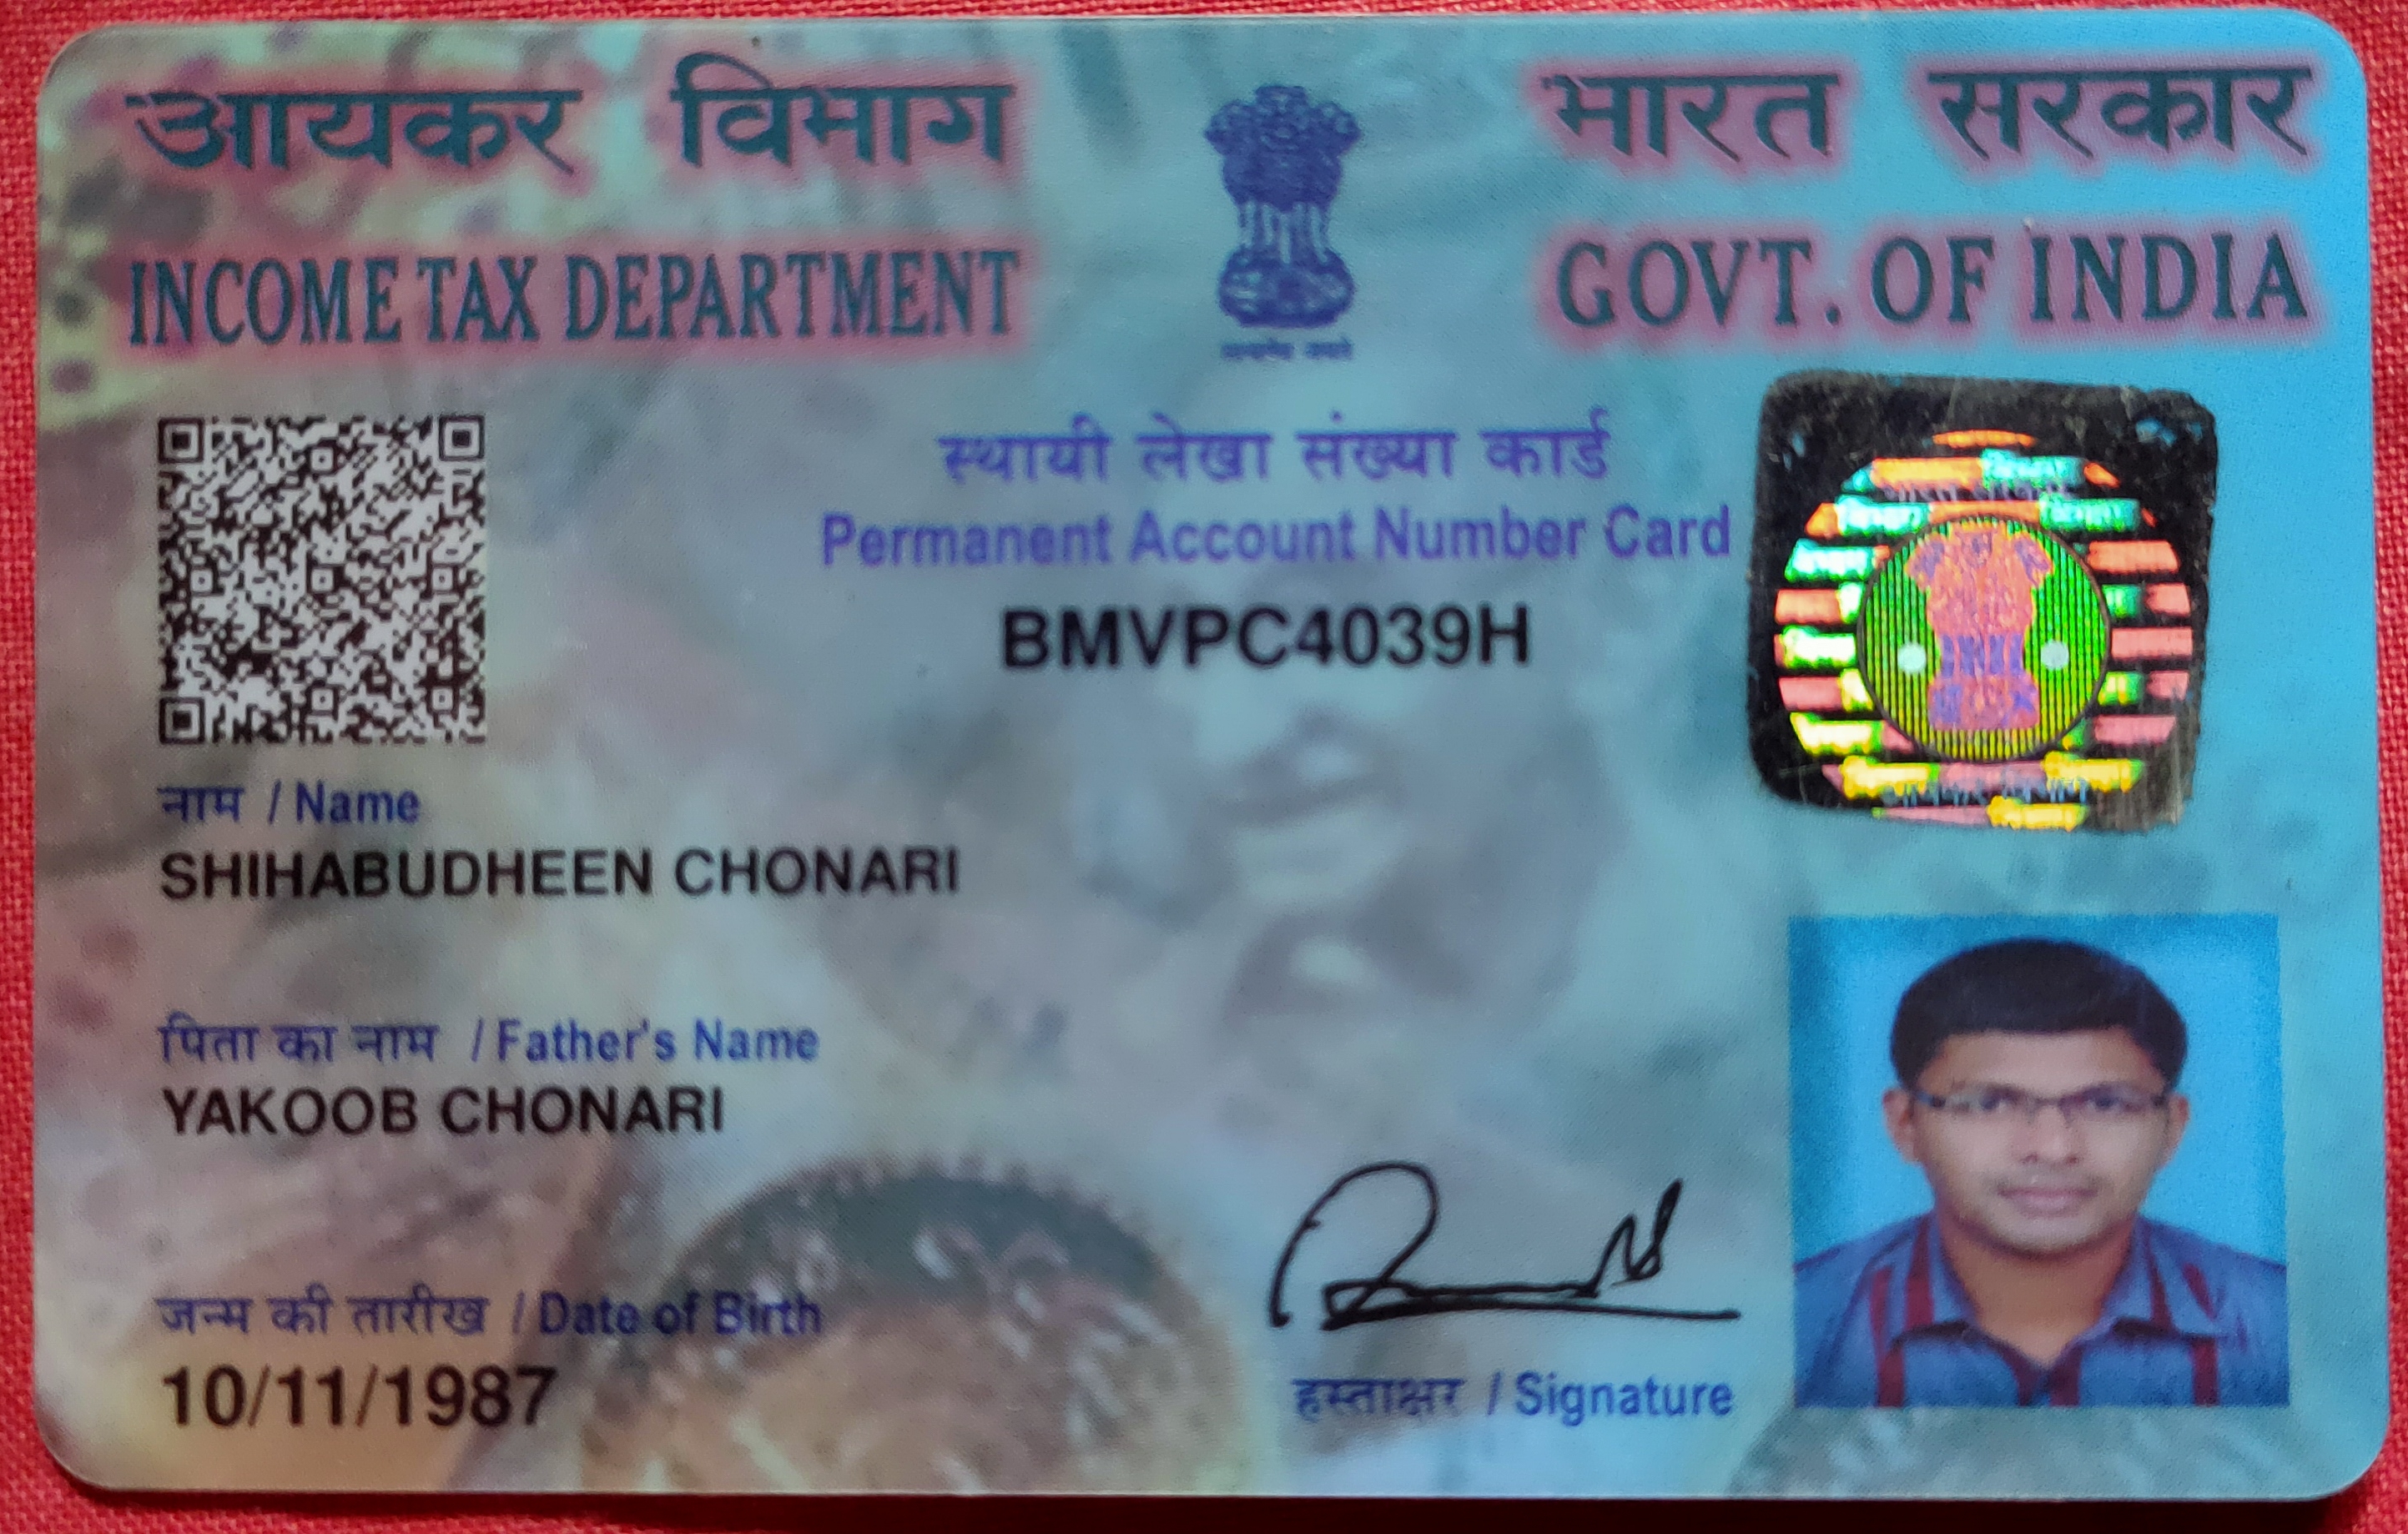 आयकर विभाग
INCOME TAX DEPARTMENT
भारत सरकार
GOVT. OF INDIA
सत्यमेव जयते
स्थायी लेखा संख्या कार्ड
Permanent Account Number Card
BMVPC4039H
नाम / Name
SHIHABUDHEEN CHONARI
पिता का नाम / Father's Name
YAKOOB CHONARI
जन्म की तारीख / Date of Birth
10/11/1987
हस्ताक्षर / Signature